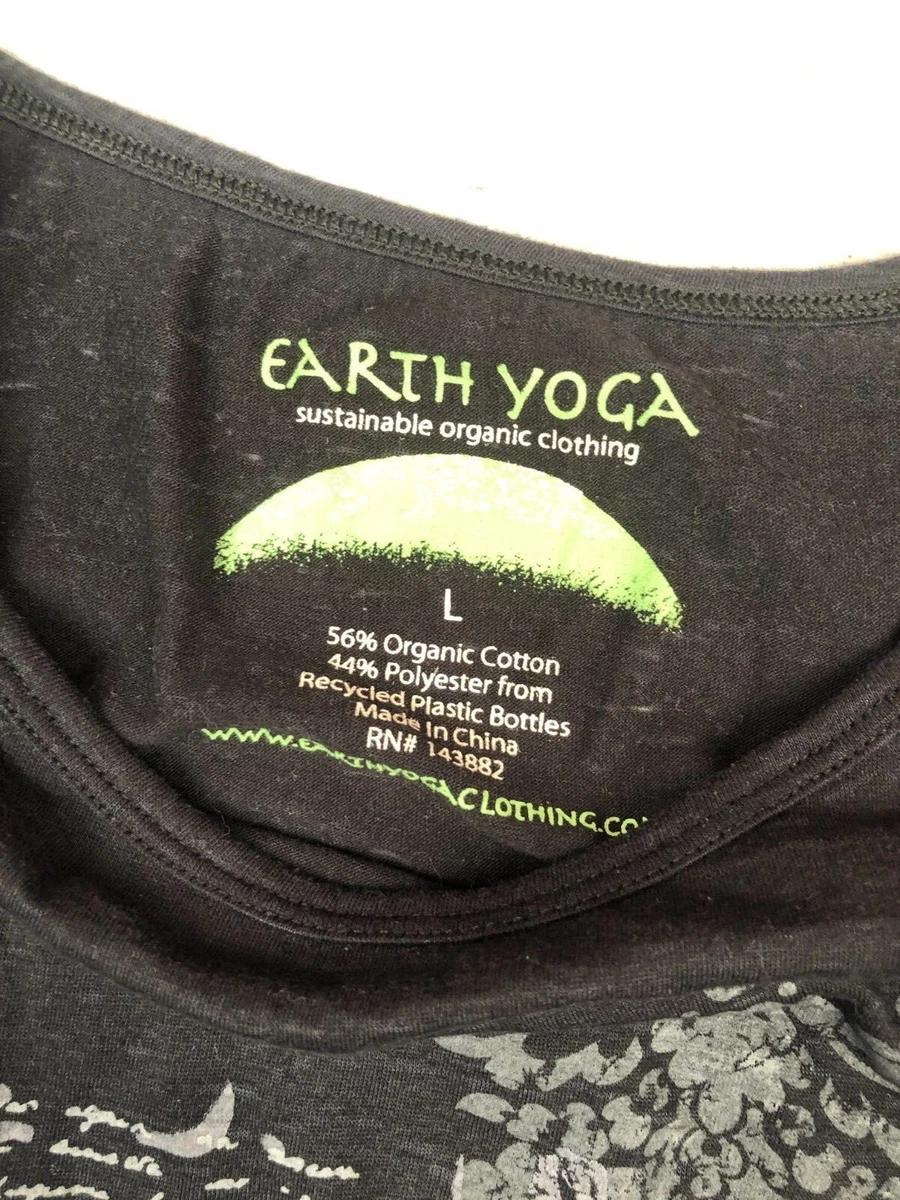 EARTH YOGA
sustainable organic clothing
L
56% Organic Cotton
44% Polyester from
Recycled Plastic Bottles
Made In China
RN# 143882
www.EARTHYOGACLOTHING.CO